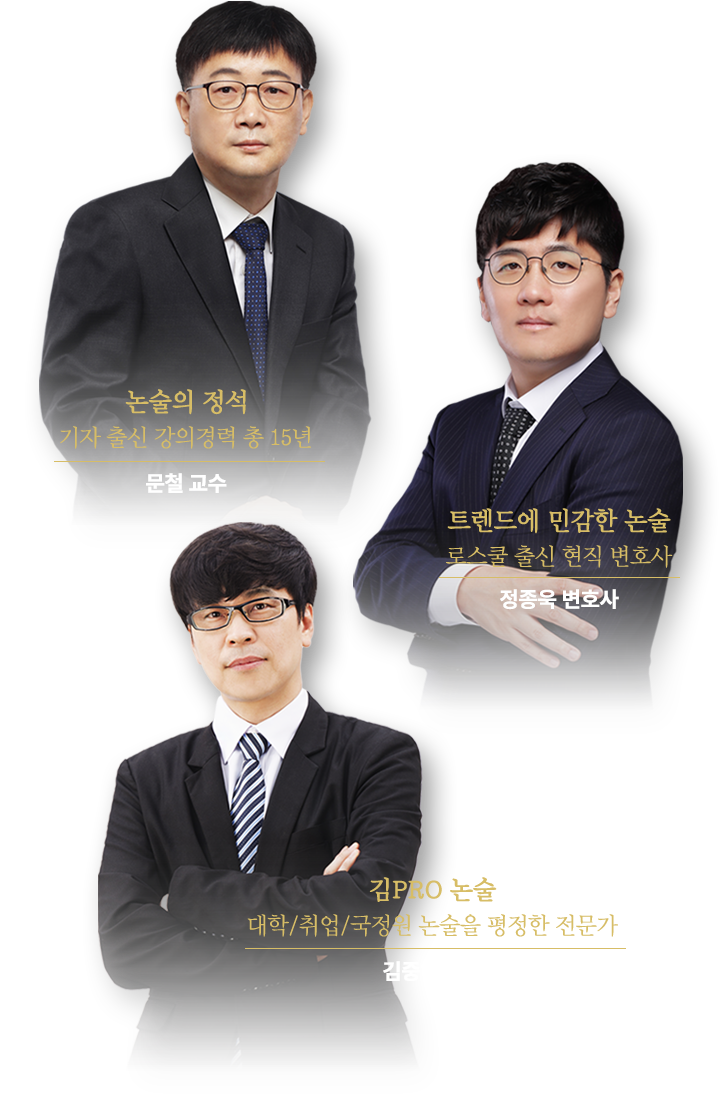 논술의 정석
기자 출신 강의경력 총 15년
문철 교수
트렌드에 민감한 논술
로스쿨 출신 현직 변호사
정종욱 변호사
김PRO 논술
대학/취업/국정원 논술을 평정한 전문가